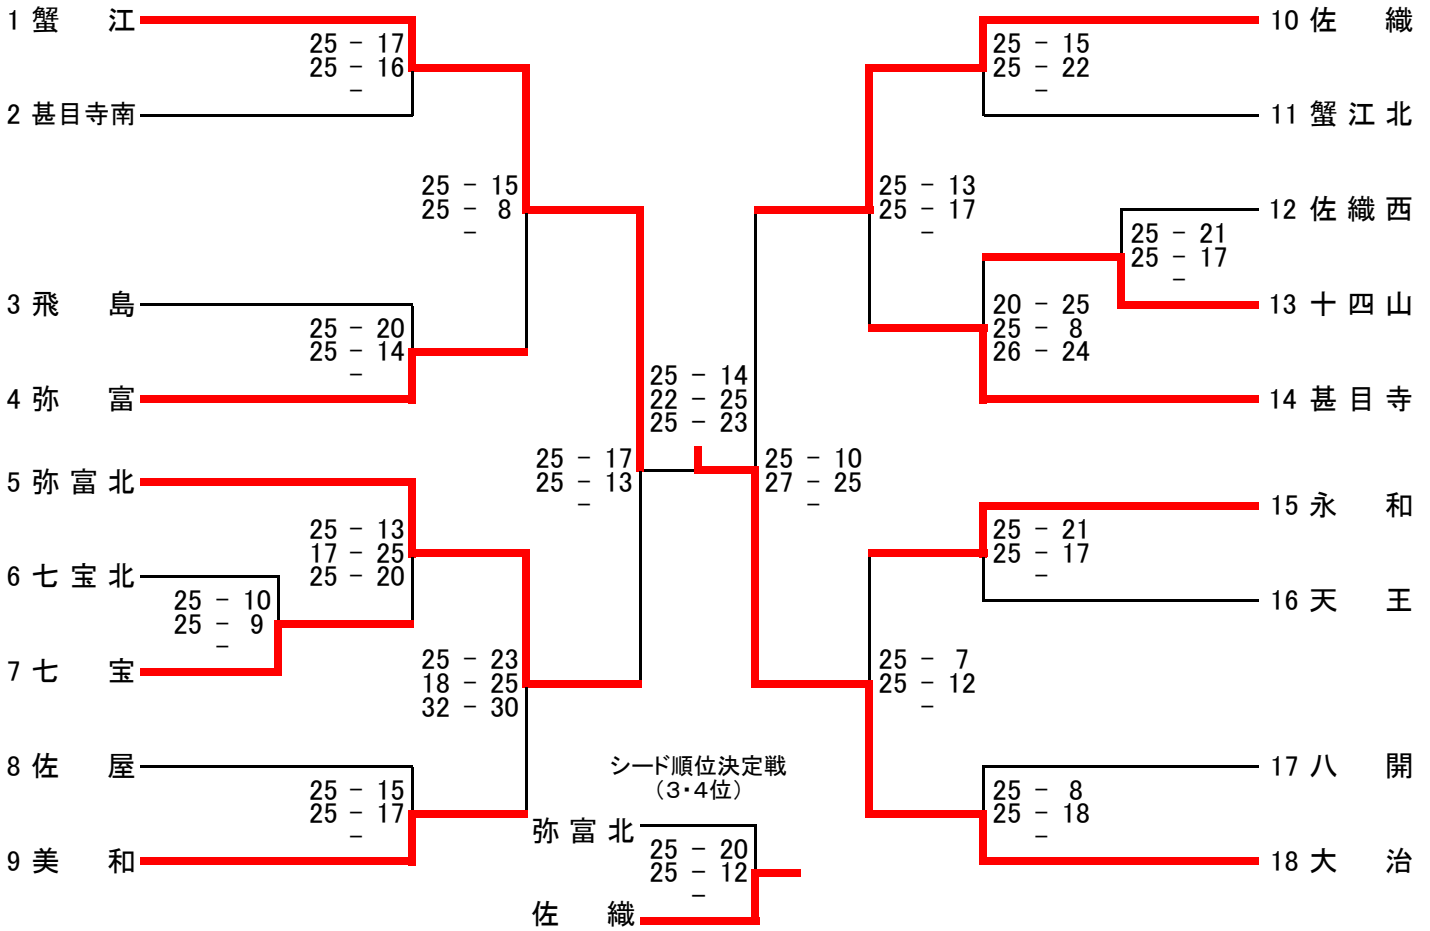 1 蟹江
25 - 17
25 - 16
-
2 甚目寺南
25 - 15
25 - 8
-
3 飛島
25 - 20
25 - 14
-
4 弥富
5 弥富北
25 - 13
17 - 25
25 - 20
6 七宝北
25 - 10
25 - 9
-
7 七宝
25 - 23
18 - 25
32 - 30
8 佐屋
25 - 15
25 - 17
-
9 美和
25 - 17
25 - 13
-
25 - 14
22 - 25
25 - 23
25 - 10
27 - 25
-
10 佐織
25 - 15
25 - 22
-
11 蟹江北
25 - 13
25 - 17
-
12 佐織西
25 - 21
25 - 17
-
13 十四山
20 - 25
25 - 8
26 - 24
14 甚目寺
15 永和
25 - 21
25 - 17
-
16 天王
25 - 7
25 - 12
-
17 八開
25 - 8
25 - 18
-
18 大治
シード順位決定戦
（3・4位）
弥富北
25 - 20
25 - 12
-
佐織